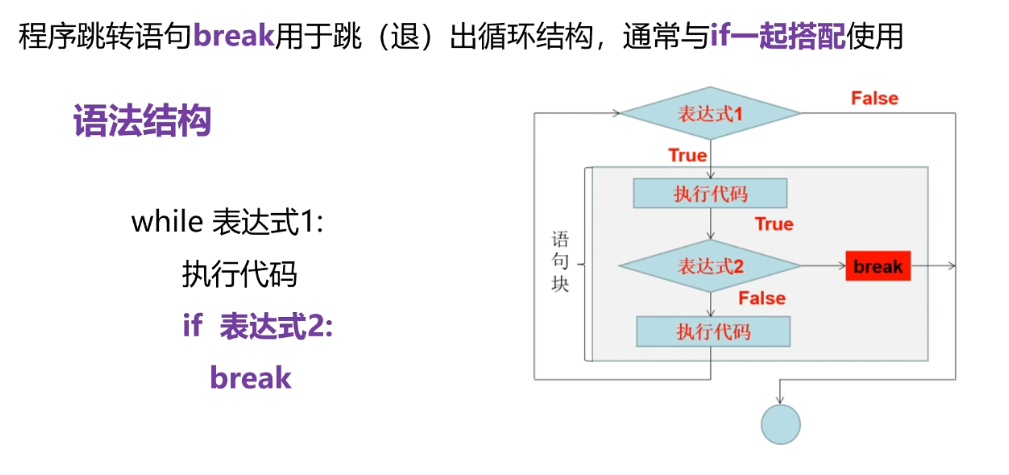 程序跳转语句break用于跳（退）出循环结构，通常与if一起搭配使用
语法结构
while 表达式1:
执行代码
if 表达式2:
break
表达式1
False
True
执行代码
True
语句块
表达式2
break
False
执行代码